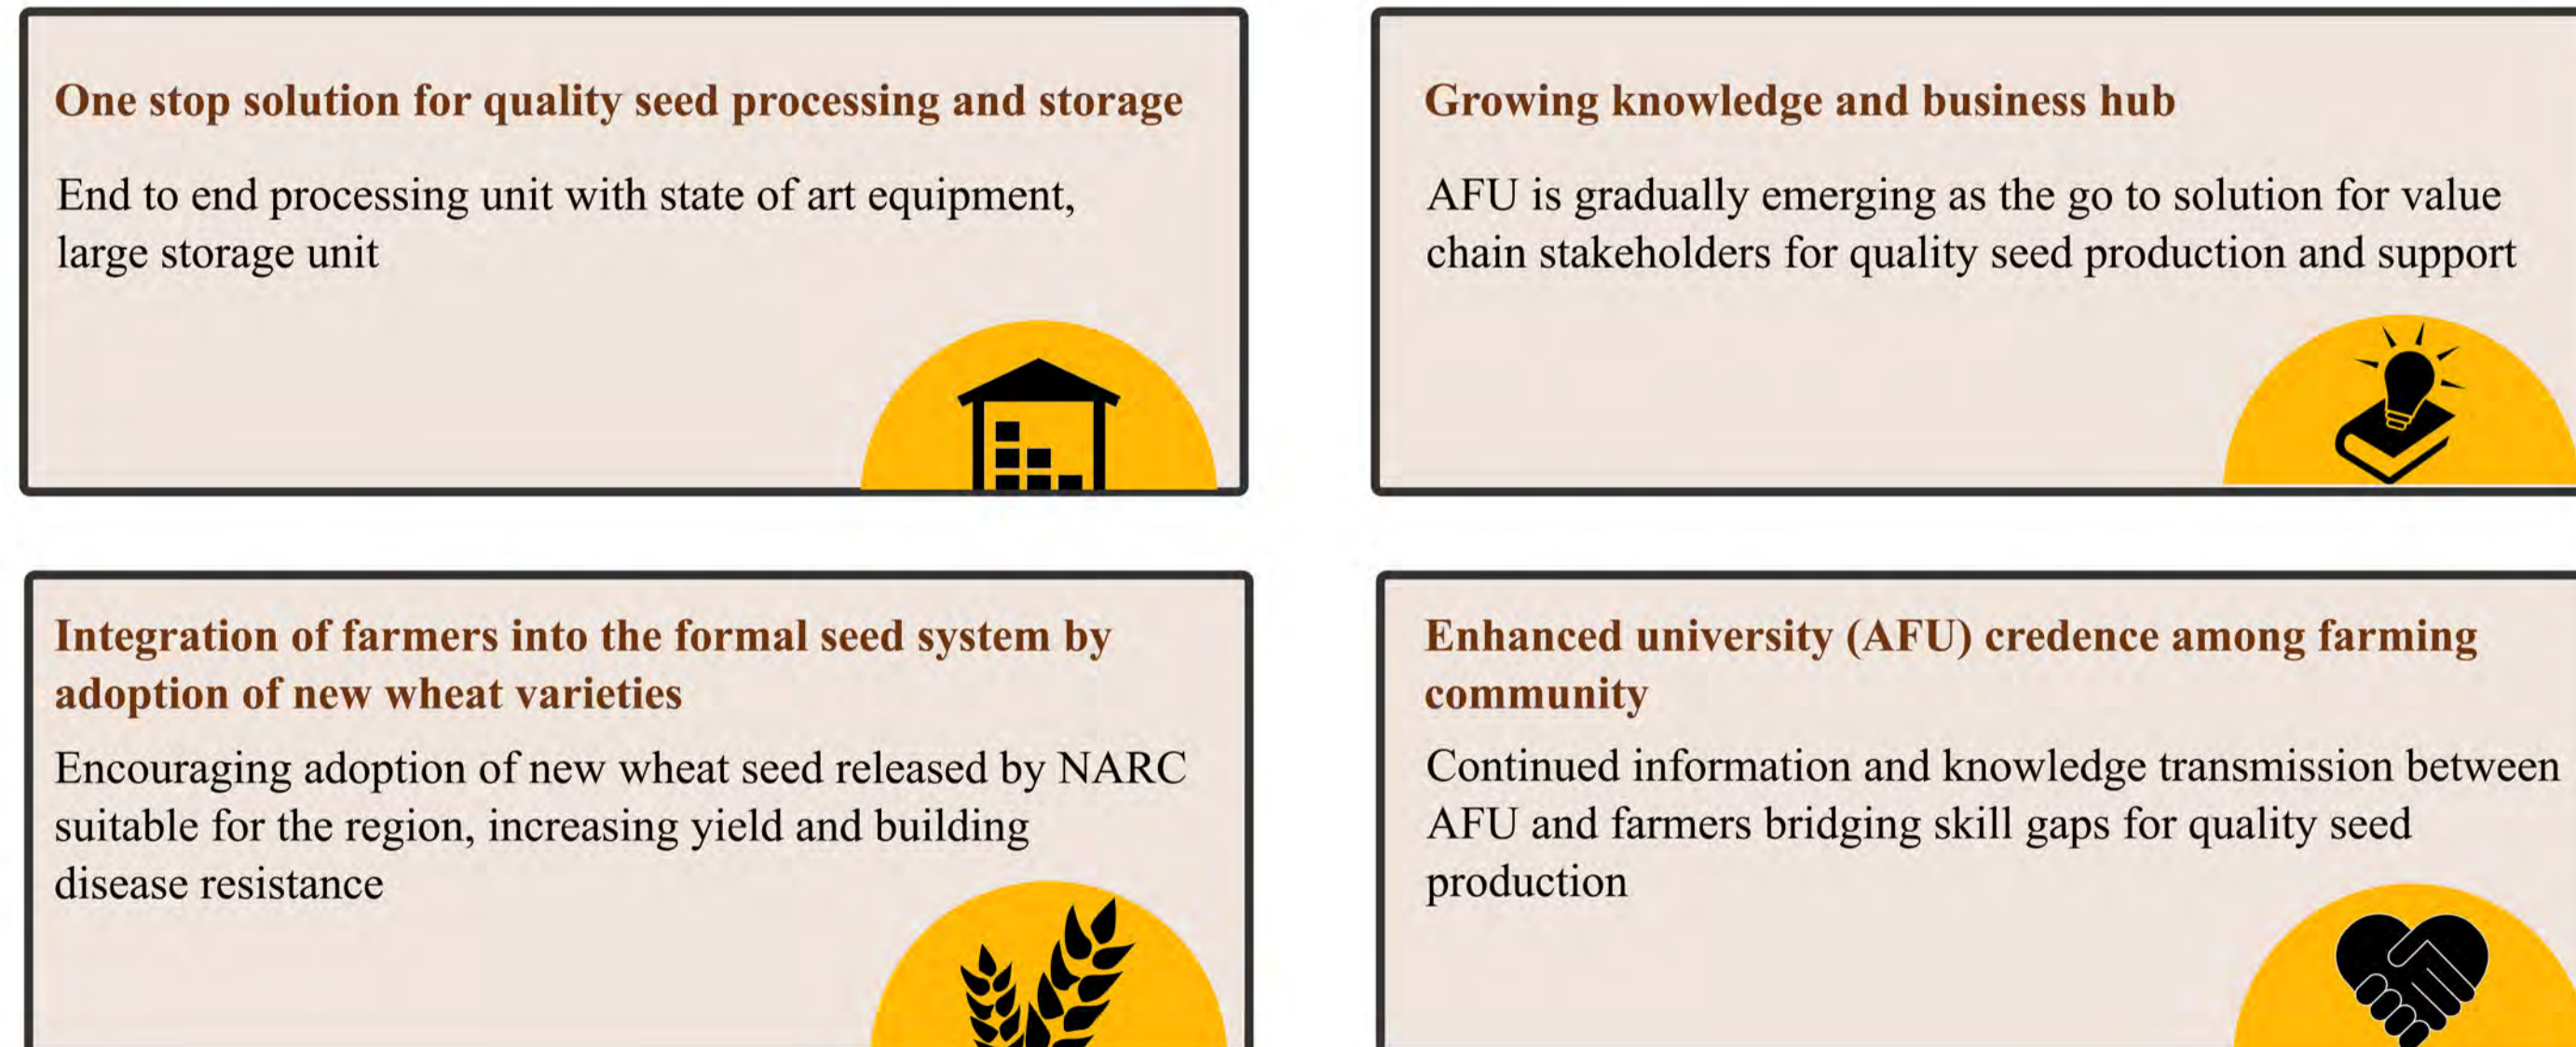 One stop solution for quality seed processing and storage
End to end processing unit with state of art equipment,
large storage unit
Growing knowledge and business hub
AFU is gradually emerging as the go to solution for value
chain stakeholders for quality seed production and support
Integration of farmers into the formal seed system by
adoption of new wheat varieties
Encouraging adoption of new wheat seed released by NARC
suitable for the region, increasing yield and building
disease resistance
Enhanced university (AFU) credence among farming
community
Continued information and knowledge transmission between
AFU and farmers bridging skill gaps for quality seed
production